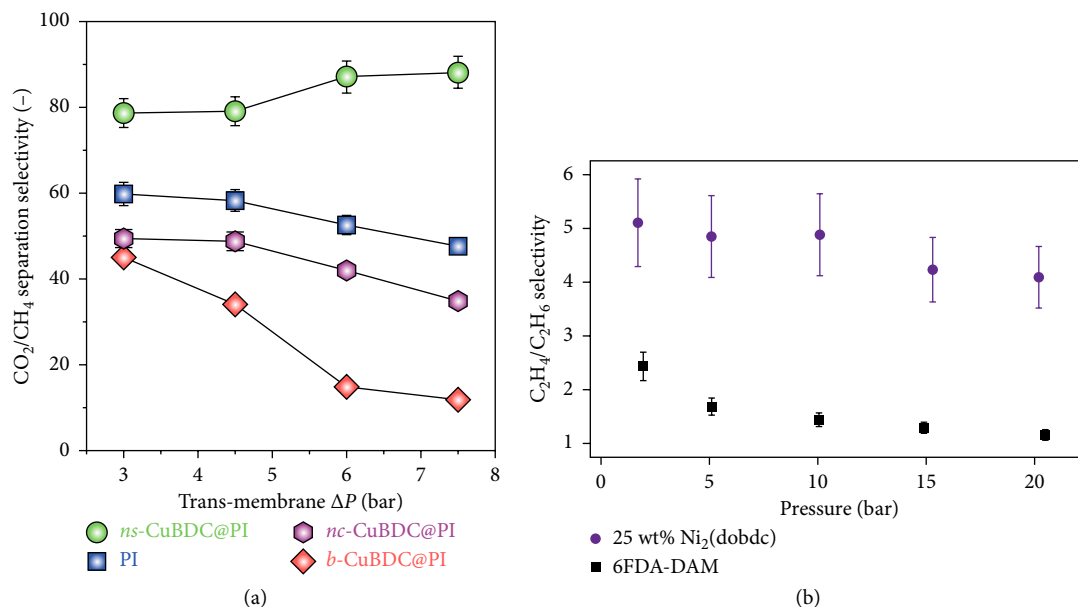 100
80
60
40
20
0
CO₂/CH₄ separation selectivity (–)
3 4 5 6 7 8
Trans-membrane ΔP (bar)
ns-CuBDC@PI
nc-CuBDC@PI
PI
b-CuBDC@PI
(a)
6
5
4
3
2
1
C₂H₄/C₂H₆ selectivity
0 5 10 15 20
Pressure (bar)
25 wt% Ni₂(dobdc)
6FDA-DAM
(b)